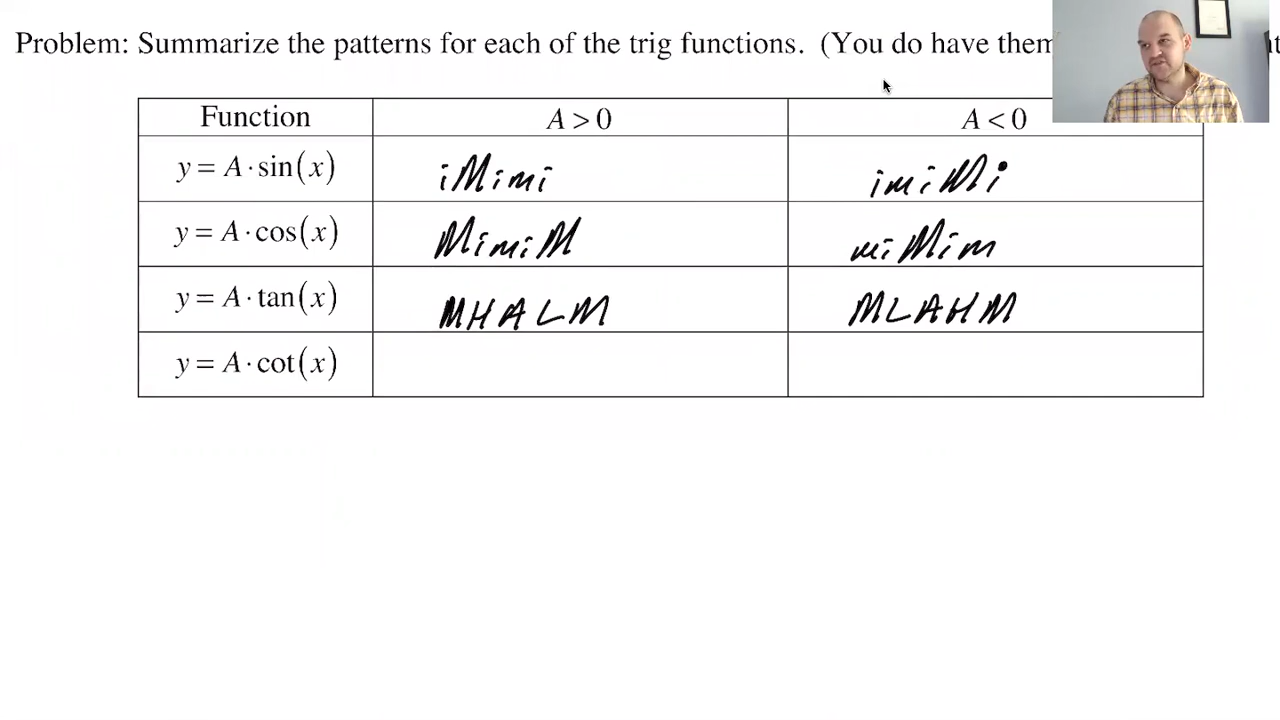 Problem: Summarize the patterns for each of the trig functions. (You do have them
Function A > 0 A < 0
y = A · sin(x) iMimi imiMi
y = A · cos(x) MimiM miMim
y = A · tan(x) MHALM MLAHM
y = A · cot(x)